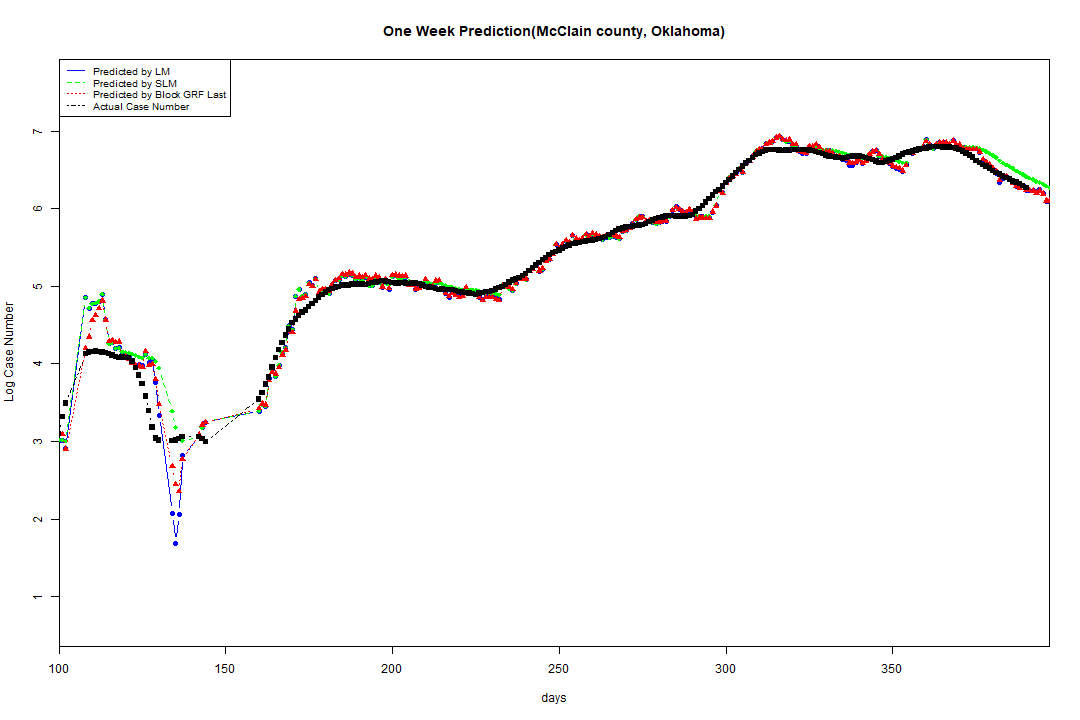 One Week Prediction(McClain county, Oklahoma)
Predicted by LM
Predicted by SLM
Predicted by Block GRF Last
Actual Case Number
7
6
5
4
3
2
1
Log Case Number
100 150 200 250 300 350
days